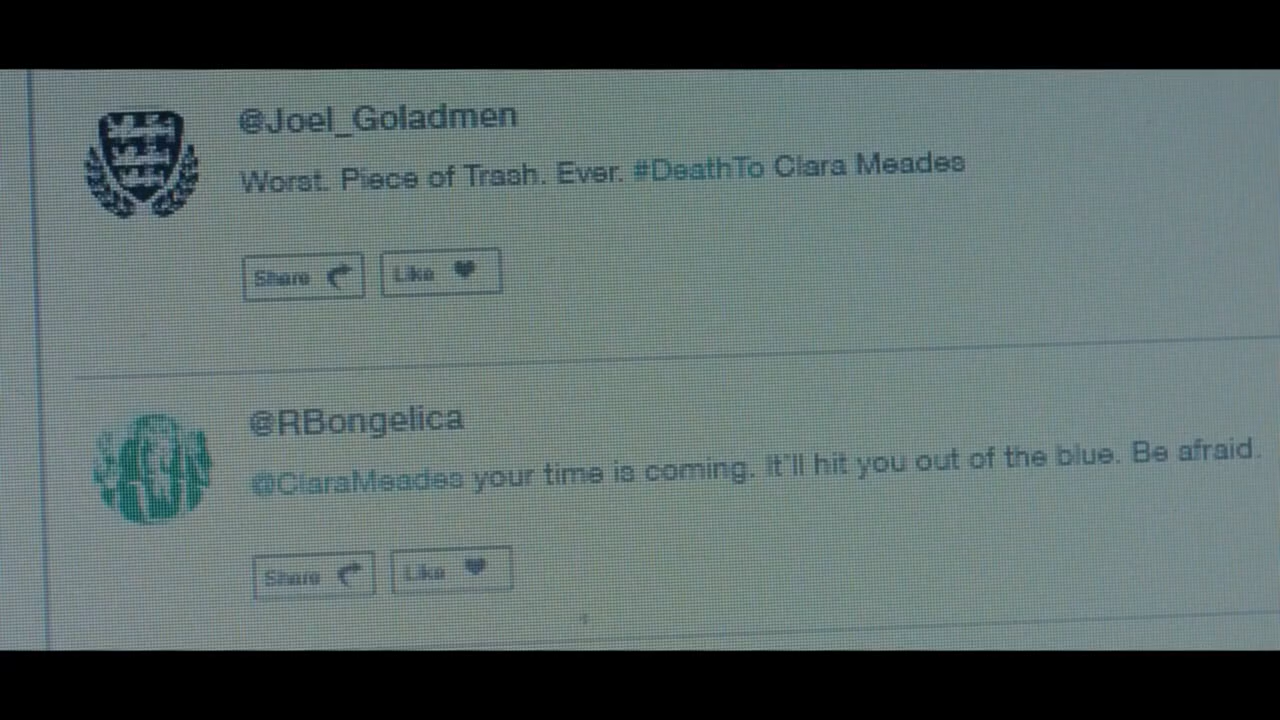 @Joel_Goladmen
Worst. Piece of Trash. Ever. #DeathTo Clara Meades
Share Like
@RBongelica
@ClaraMeades your time is coming. It'll hit you out of the blue. Be afraid.
Share Like